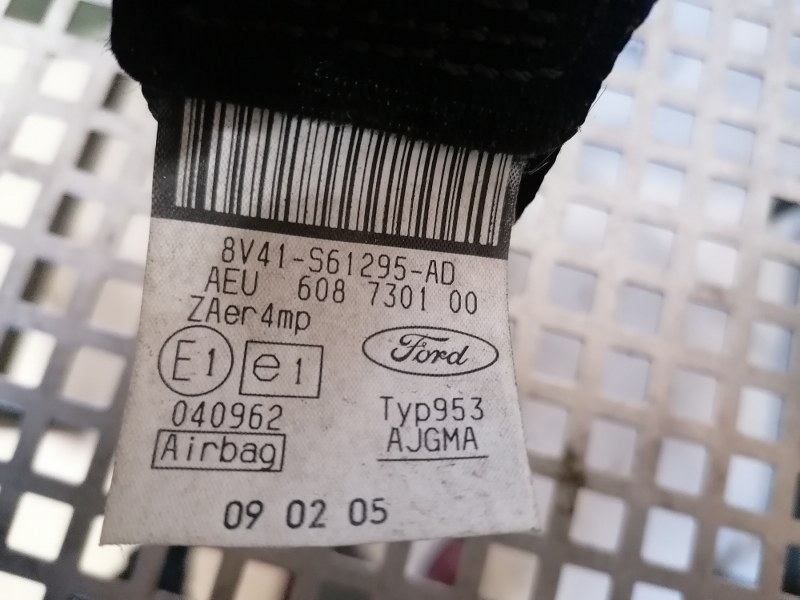 8V41-S61295-AD
AEU 608 7301 00
ZAer4mp
E1 e1 Ford
040962 Typ953
Airbag AJGMA
09 02 05